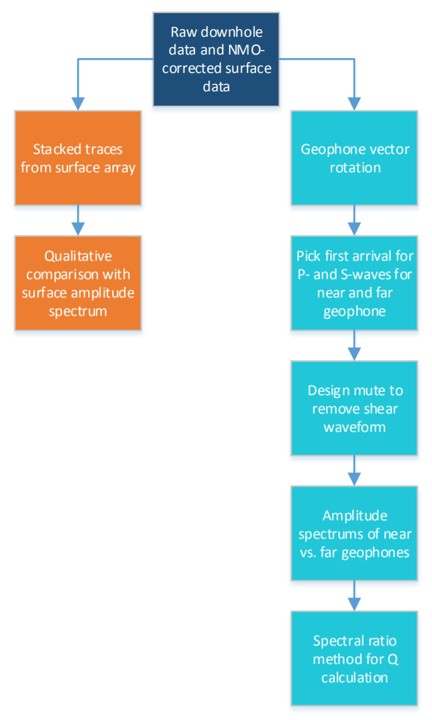 Raw downhole
data and NMO-
corrected surface
data
Stacked traces
from surface array
Qualitative
comparison with
surface amplitude
spectrum
Geophone vector
rotation
Pick first arrival for
P- and S-waves for
near and far
geophone
Design mute to
remove shear
waveform
Amplitude
spectrums of near
vs. far geophones
Spectral ratio
method for Q
calculation